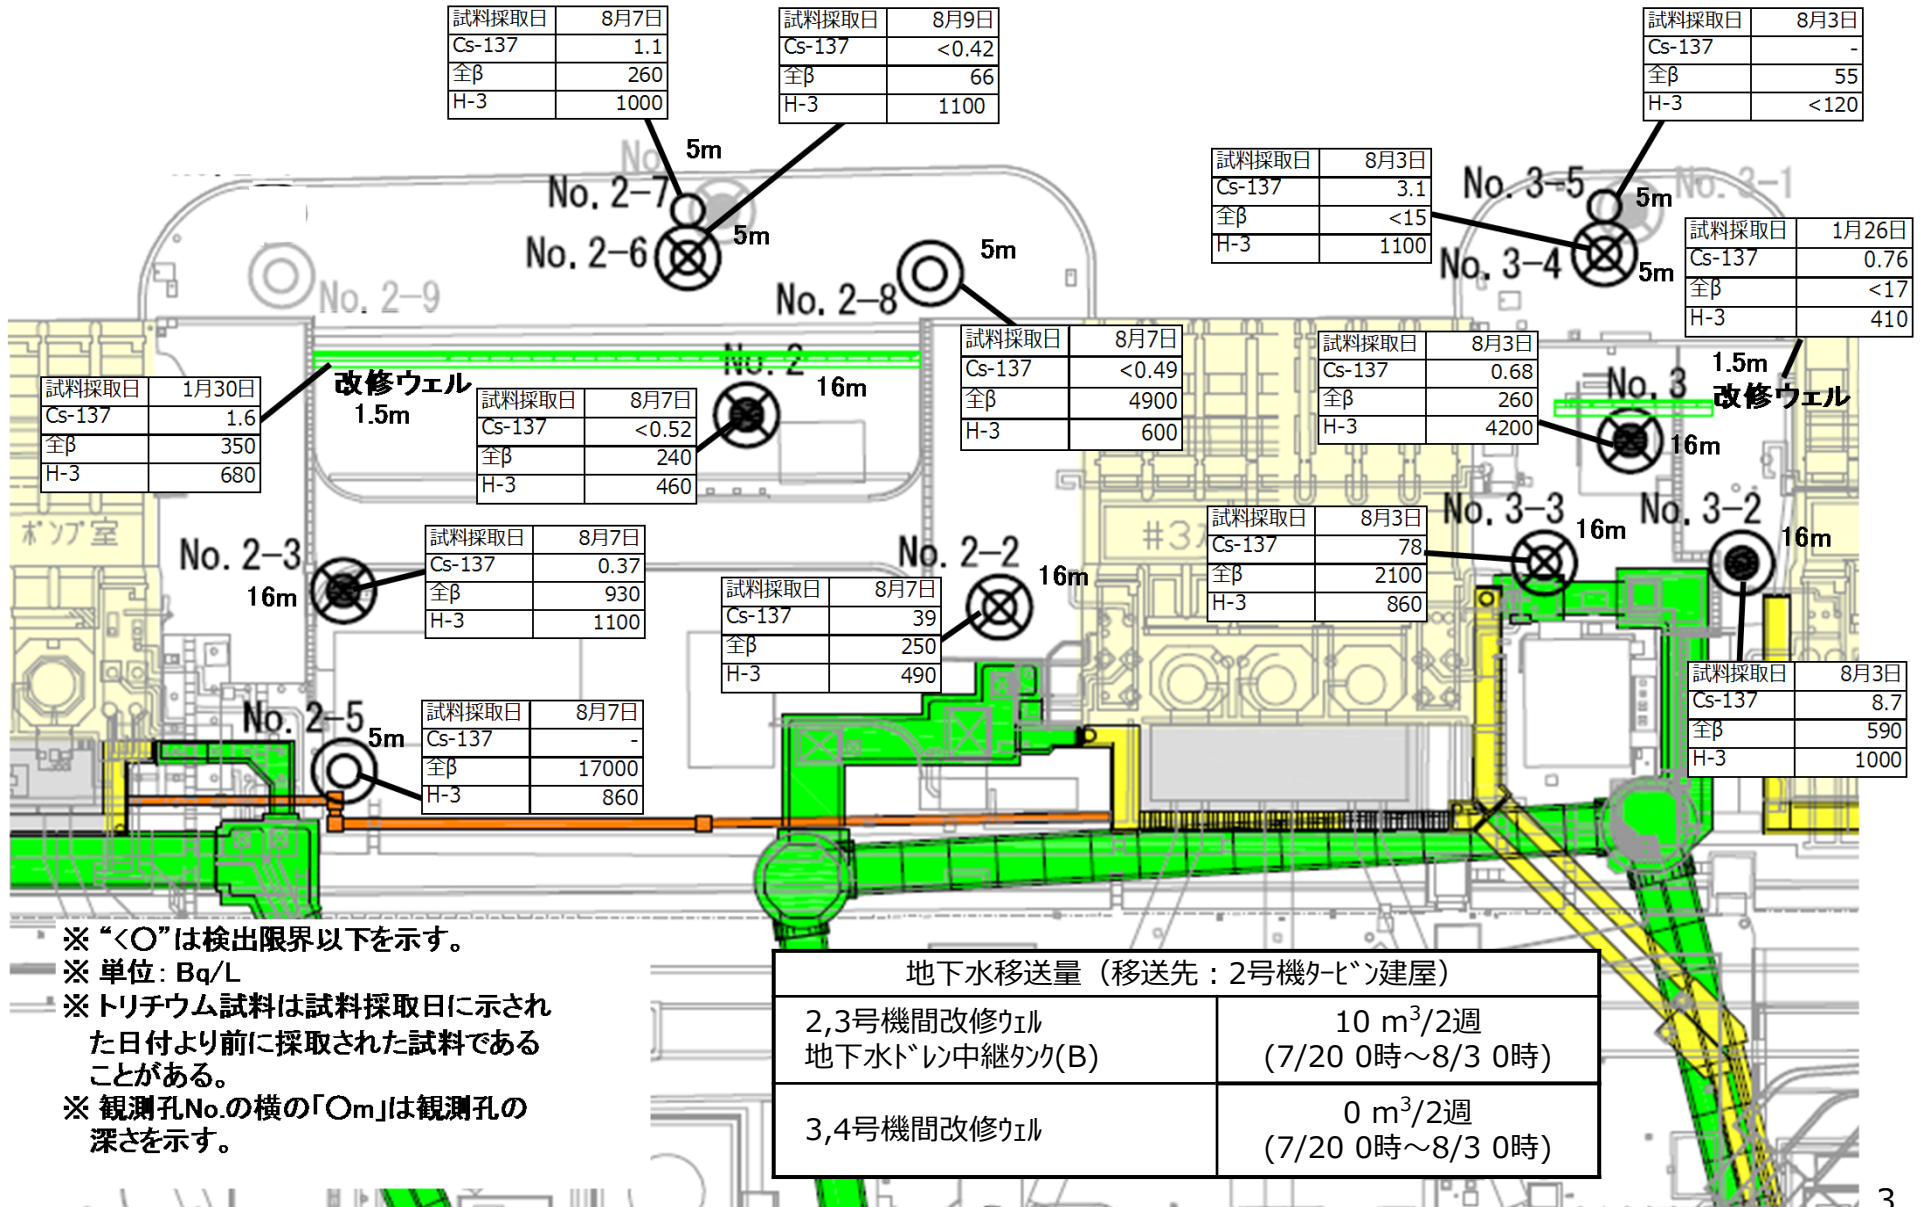 試料採取日 8月7日
Cs-137 1.1
全β 260
H-3 1000
試料採取日 8月9日
Cs-137 <0.42
全β 66
H-3 1100
試料採取日 8月3日
Cs-137 -
全β 55
H-3 <120
No
5m
No. 2-7
No. 2-6
5m
試料採取日 8月3日
Cs-137 3.1
全β <15
H-3 1100
No. 3-5
5m
No. 3-1
No. 3-4
5m
試料採取日 1月26日
Cs-137 0.76
全β <17
H-3 410
No. 2-9
No. 2-8
5m
試料採取日 8月7日
Cs-137 <0.49
全β 4900
H-3 600
試料採取日 8月3日
Cs-137 0.68
全β 260
H-3 4200
1.5m
改修ウェル
No. 3
16m
試料採取日 1月30日
Cs-137 1.6
全β 350
H-3 680
改修ウェル
1.5m
試料採取日 8月7日
Cs-137 <0.52
全β 240
H-3 460
No. 2
16m
ポンプ室
No. 2-3
16m
試料採取日 8月7日
Cs-137 0.37
全β 930
H-3 1100
No. 2-2
16m
試料採取日 8月7日
Cs-137 39
全β 250
H-3 490
#3
試料採取日 8月3日
Cs-137 78
全β 2100
H-3 860
No. 3-3
16m
No. 3-2
16m
試料採取日 8月3日
Cs-137 8.7
全β 590
H-3 1000
No. 2-5
5m
試料採取日 8月7日
Cs-137 -
全β 17000
H-3 860
※ “<〇”は検出限界以下を示す。
※ 単位: Bq/L
※ トリチウム試料は試料採取日に示され
た日付より前に採取された試料である
ことがある。
※ 観測孔No.の横の「〇m」は観測孔の
深さを示す。
地下水移送量（移送先：2号機ﾀｰﾋﾞﾝ建屋）
2,3号機間改修ｳｪﾙ
地下水ﾄﾞﾚﾝ中継ﾀﾝｸ(B)
10 m³/2週
(7/20 0時～8/3 0時)
3,4号機間改修ｳｪﾙ
0 m³/2週
(7/20 0時～8/3 0時)
3